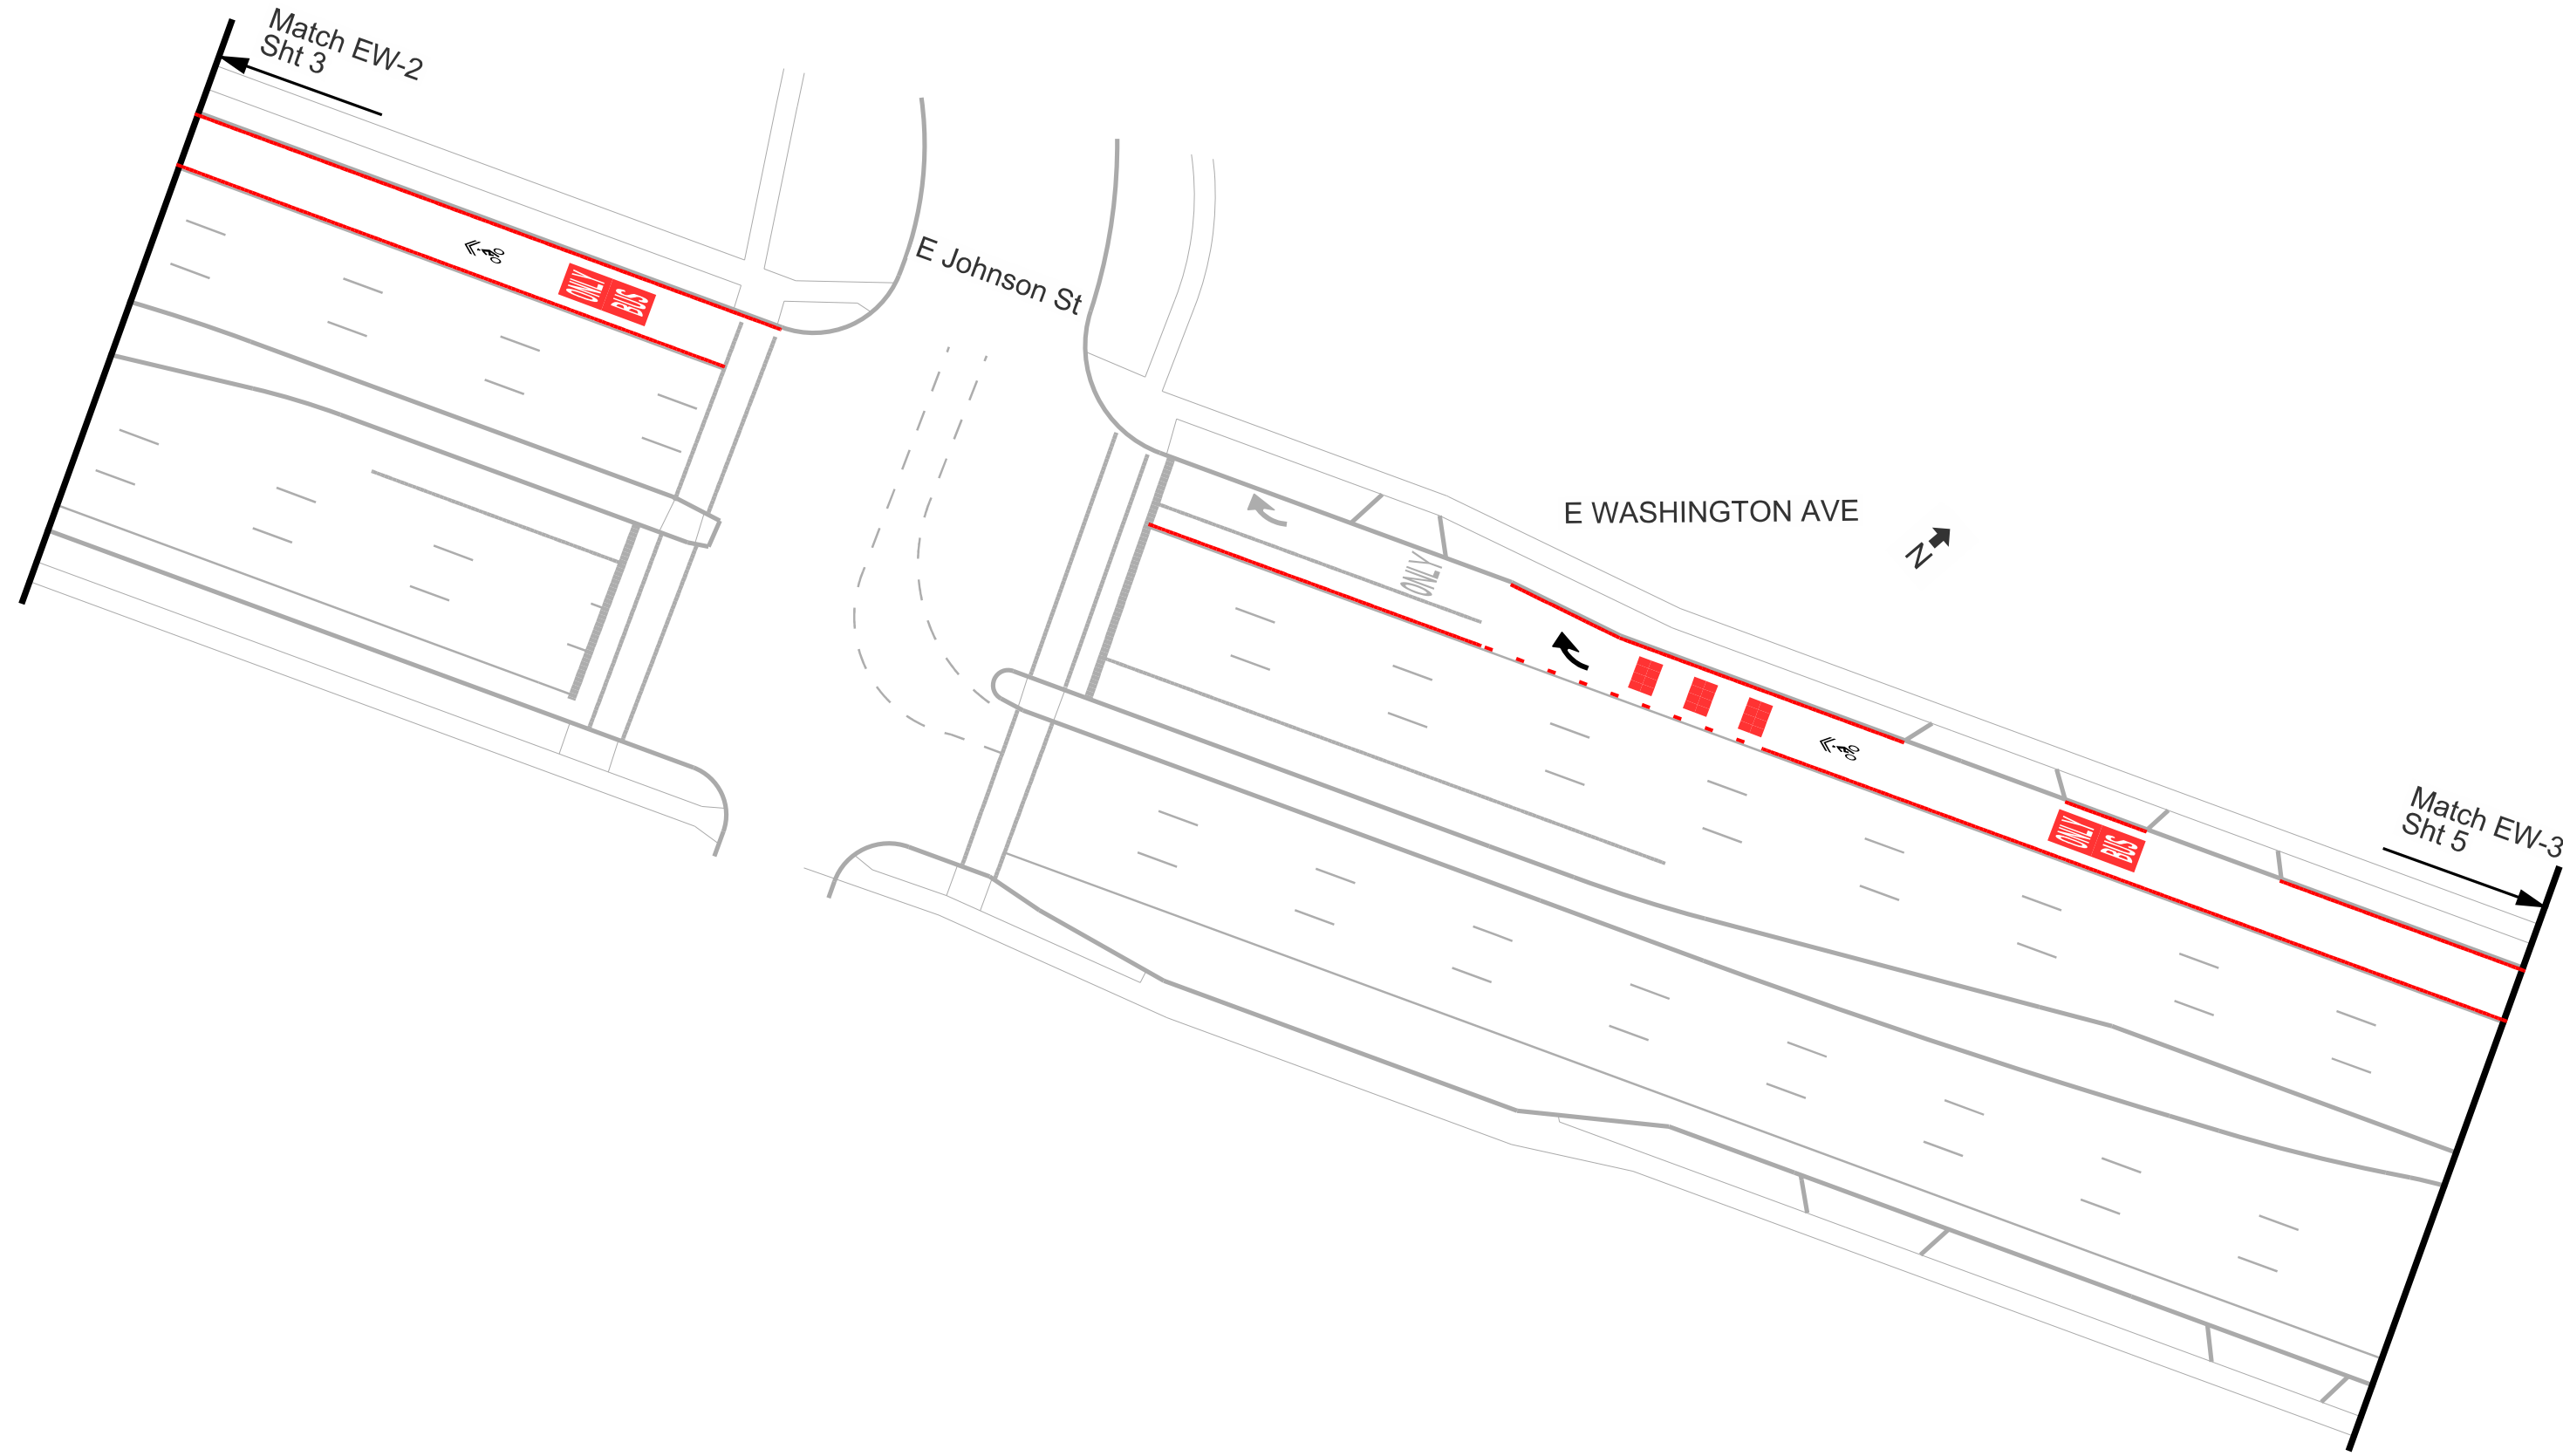 Match EW-2
Sht 3
E Johnson St
ONLY
BUS
E WASHINGTON AVE
N
ONLY
ONLY
BUS
Match EW-3
Sht 5